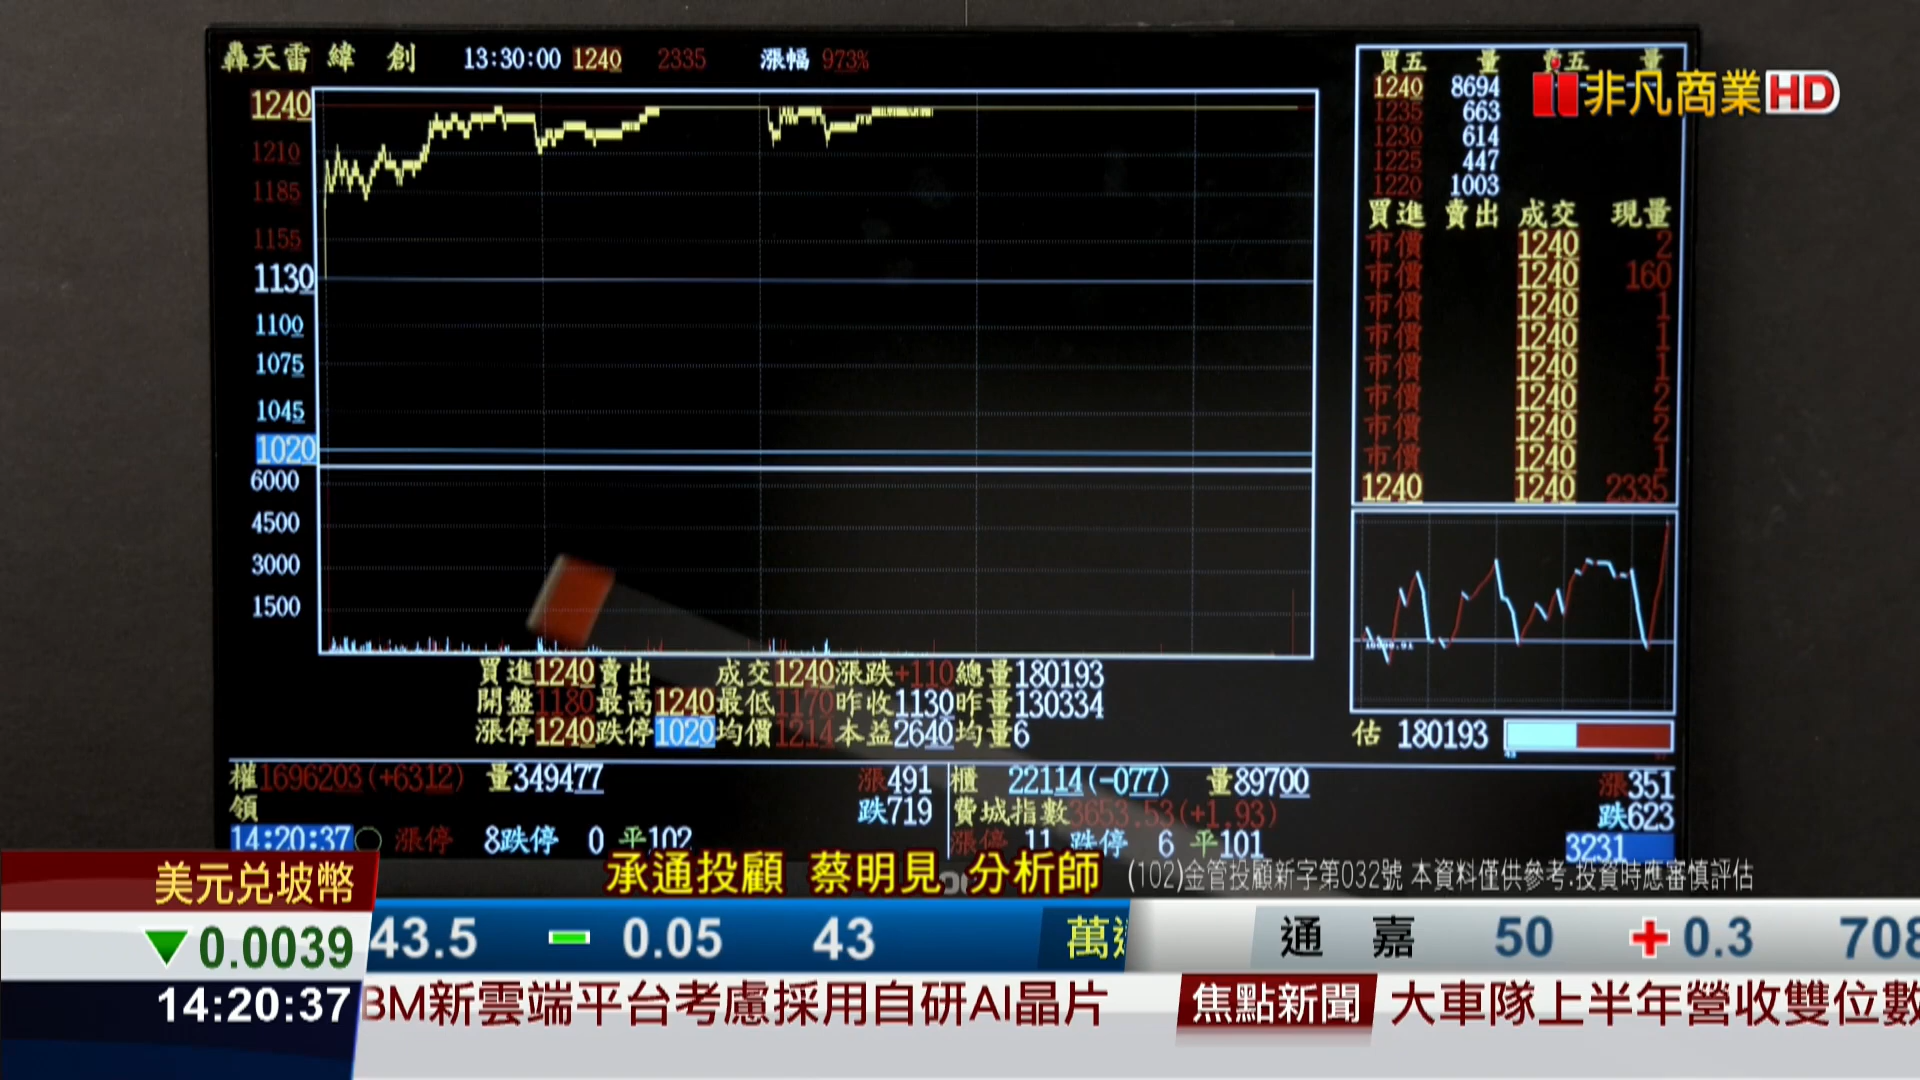 轟天雷 緯 創 13:30:00 1240 2335 漲幅 973%
1240
1210
1185
1155
1130
1100
1075
1045
1020
6000
4500
3000
1500
買五 量 賣五 量
1240 8694
1235 663
1230 614
1225 447
1220 1003
非凡商業HD
買進 賣出 成交 現量
市價 1240 2
市價 1240 160
市價 1240 1
市價 1240 1
市價 1240 1
市價 1240 2
市價 1240 2
市價 1240 1
1240 1240 2335
估 180193
買進1240賣出 成交1240漲跌+110總量180193
開盤1180最高1240最低1170昨收1130昨量130334
漲停1240跌停1020均價1214本益2640均量6
權1696203(+6312) 量349477 漲491
領 跌719
14:20:37 漲停 8跌停 0 平102
櫃 22114(-077) 量89700 漲351
費城指數3653.53(+1.93) 跌623
漲停 11 跌停 6 平101 3231
承通投顧 蔡明見 分析師 (102)金管投顧新字第032號 本資料僅供參考.投資時應審慎評估
美元兑坡幣
▼0.0039
14:20:37
43.5 － 0.05 43 萬
通 嘉 50 + 0.3 708
BM新雲端平台考慮採用自研AI晶片 焦點新聞 大車隊上半年營收雙位數